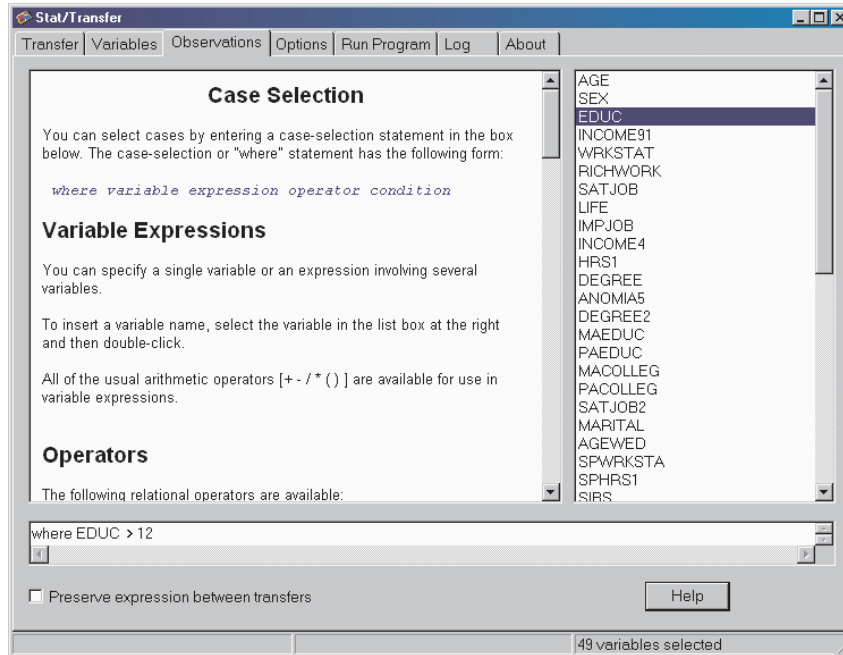 Stat/Transfer
Transfer Variables Observations Options Run Program Log About
Case Selection
You can select cases by entering a case-selection statement in the box
below. The case-selection or "where" statement has the following form:
where variable expression operator condition
Variable Expressions
You can specify a single variable or an expression involving several
variables.
To insert a variable name, select the variable in the list box at the right
and then double-click.
All of the usual arithmetic operators [+ - / * ( ) ] are available for use in
variable expressions.
Operators
The following relational operators are available:
AGE
SEX
EDUC
INCOME91
WRKSTAT
RICHWORK
SATJOB
LIFE
IMPJOB
INCOME4
HRS1
DEGREE
ANOMIA5
DEGREE2
MAEDUC
PAEDUC
MACOLLEG
PACOLLEG
SATJOB2
MARITAL
AGEWED
SPWRKSTA
SPHRS1
SIBS
where EDUC > 12
Preserve expression between transfers
Help
49 variables selected